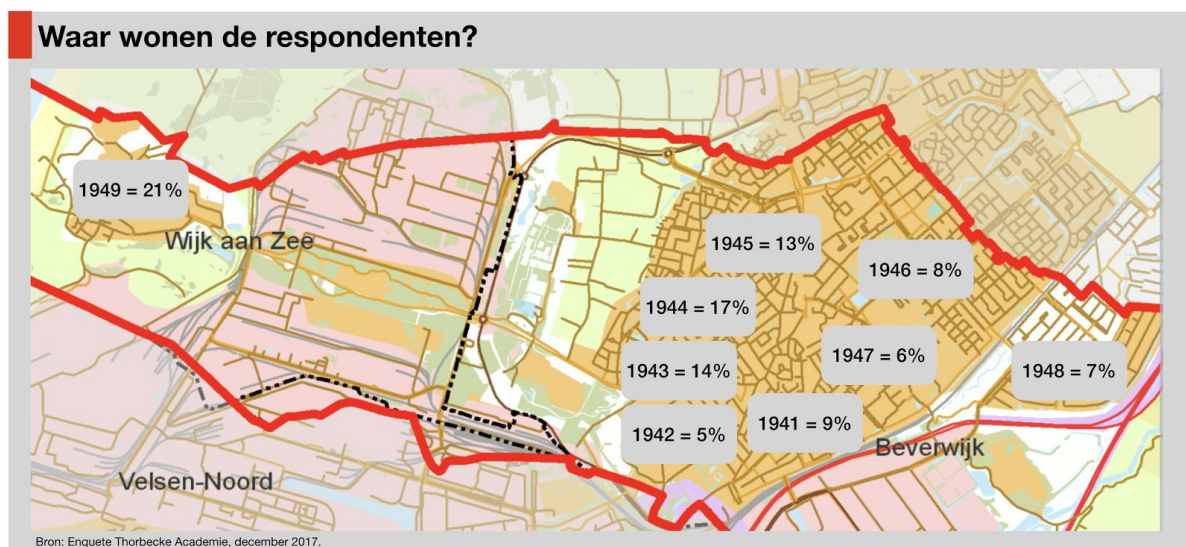 Waar wonen de respondenten?
1949 = 21%
Wijk aan Zee
1945 = 13%
1946 = 8%
1944 = 17%
1947 = 6%
1943 = 14%
1948 = 7%
1942 = 5%
1941 = 9%
Beverwijk
Velsen-Noord
Bron: Enquete Thorbecke Academie, december 2017.